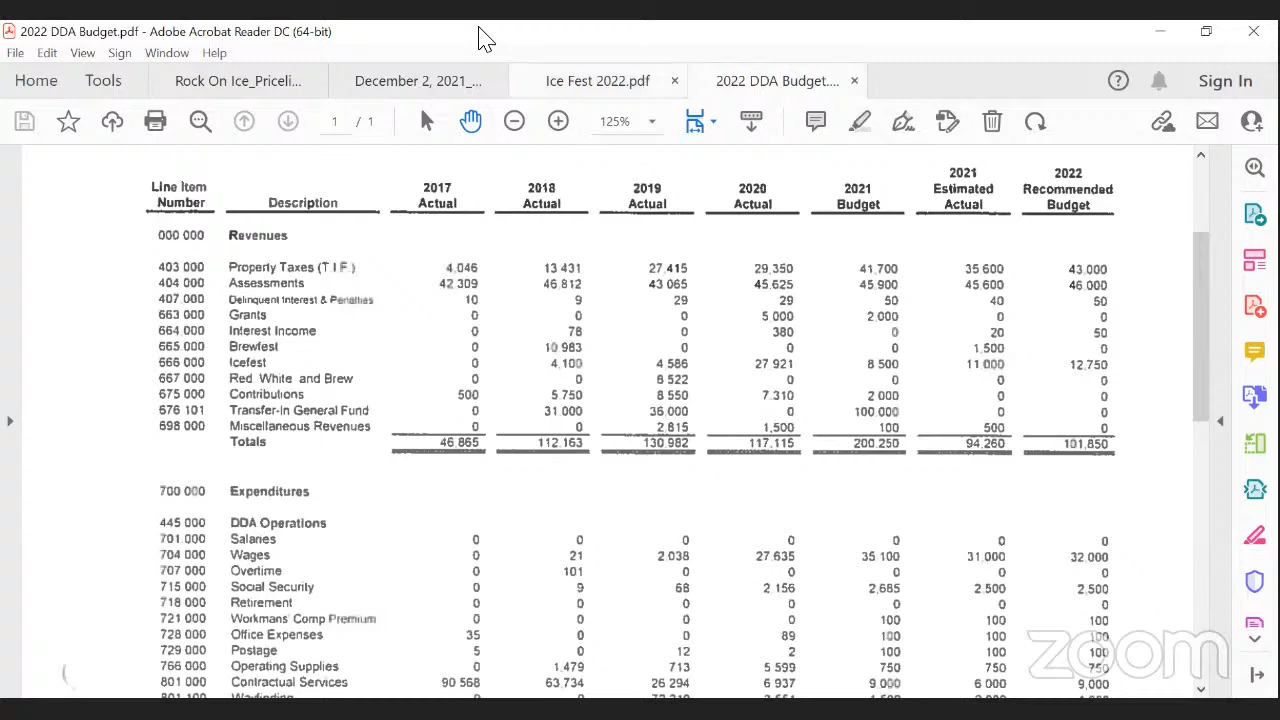 2022 DDA Budget.pdf - Adobe Acrobat Reader DC (64-bit)
File Edit View Sign Window Help
Home Tools Rock On Ice_Priceli... December 2, 2021_... Ice Fest 2022.pdf × 2022 DDA Budget.... × Sign In
1 / 1 125%
Line Item Number Description 2017 Actual 2018 Actual 2019 Actual 2020 Actual 2021 Budget 2021 Estimated Actual 2022 Recommended Budget
000 000 Revenues
403 000 Property Taxes (T I F ) 4,046 13 431 27,415 29,350 41,700 35 600 43,000
404 000 Assessments 42 309 46,812 43 065 45,625 45,900 45,600 46 000
407 000 Delinquent Interest & Penalties 10 9 29 29 50 40 50
663 000 Grants 0 0 0 5 000 2,000 0 0
664 000 Interest Income 0 78 0 380 0 20 50
665 000 Brewfest 0 10 983 0 0 0 1,500 0
666 000 Icefest 0 4,100 4 586 27 921 8 500 11 000 12,750
667 000 Red White and Brew 0 0 8 522 0 0 0 0
675 000 Contributions 500 5 750 8 550 7.310 2 000 0 0
676 101 Transfer-In General Fund 0 31 000 36 000 0 100 000 0 0
698 000 Miscellaneous Revenues 0 0 2,815 1,500 100 500 0
Totals 46,865 112,163 130 982 117,115 200,250 94,260 101,850
700 000 Expenditures
445 000 DDA Operations
701 000 Salaries 0 0 0 0 0 0 0
704 000 Wages 0 21 2 038 27,635 35 100 31,000 32,000
707 000 Overtime 0 101 0 0 0 0 0
715 000 Social Security 0 9 68 2 156 2,685 2 500 2,500
718 000 Retirement 0 0 0 0 0 0 0
721 000 Workmans' Comp Premium 0 0 0 0 100 100 100
728 000 Office Expenses 35 0 0 89 100 100 100
729 000 Postage 5 0 12 2 100 100 100
766 000 Operating Supplies 0 1,479 713 5 599 750 750 750
801 000 Contractual Services 90 568 63,734 26 294 6 937 9 000 6 000 9,000
zoom